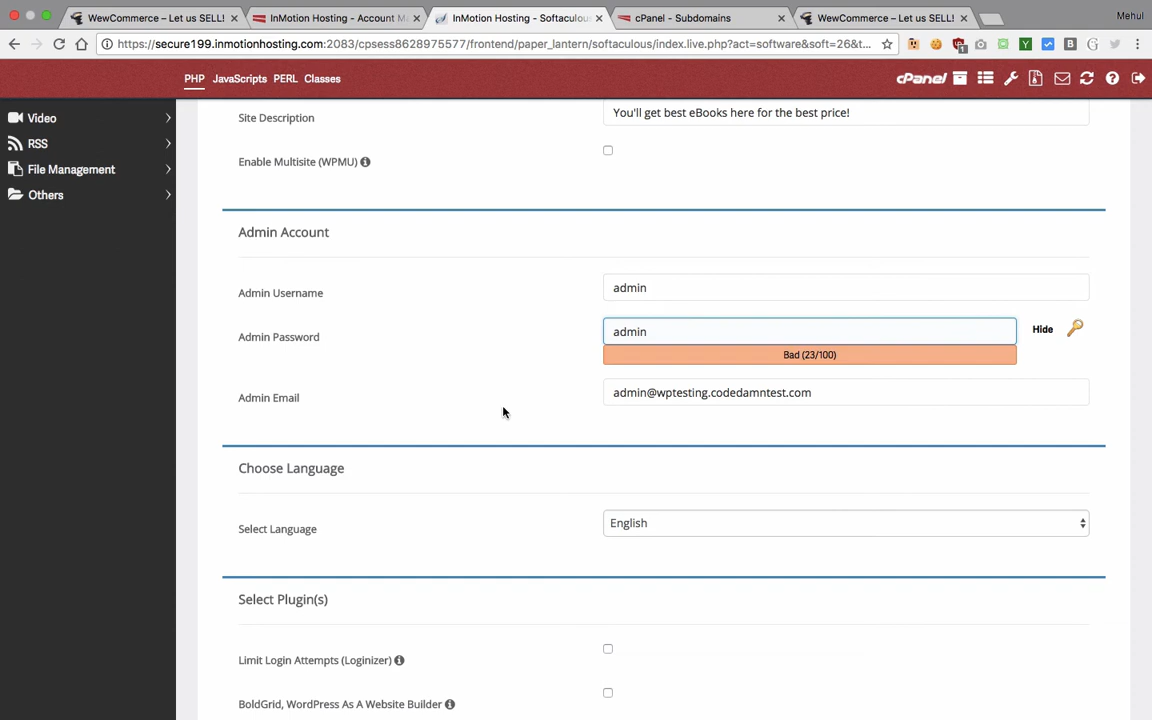 WewCommerce – Let us SELL!
InMotion Hosting - Account Ma
InMotion Hosting - Softaculous
cPanel - Subdomains
WewCommerce – Let us SELL!
Mehul
https://secure199.inmotionhosting.com:2083/cpsess8628975577/frontend/paper_lantern/softaculous/index.live.php?act=software&soft=26&t...
PHP JavaScripts PERL Classes
cPanel
Video
RSS
File Management
Others
Site Description
You'll get best eBooks here for the best price!
Enable Multisite (WPMU)
Admin Account
Admin Username
admin
Admin Password
admin
Hide
Bad (23/100)
Admin Email
admin@wptesting.codedamntest.com
Choose Language
Select Language
English
Select Plugin(s)
Limit Login Attempts (Loginizer)
BoldGrid, WordPress As A Website Builder